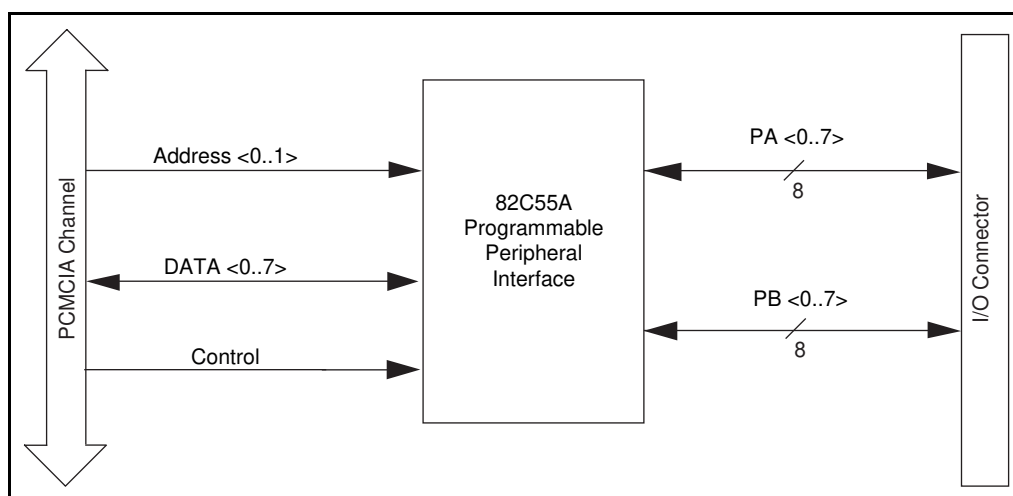 PCMCIA Channel
Address <0..1>
DATA <0..7>
Control
82C55A
Programmable
Peripheral
Interface
PA <0..7>
8
PB <0..7>
8
I/O Connector